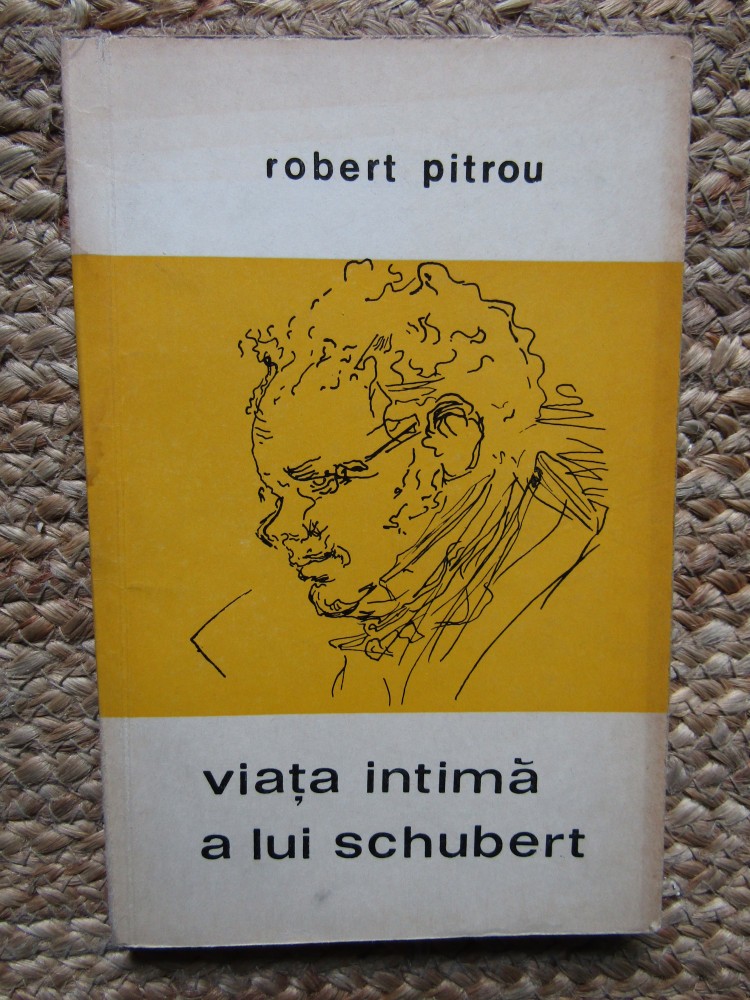 robert pitrou
viața intimă
a lui schubert